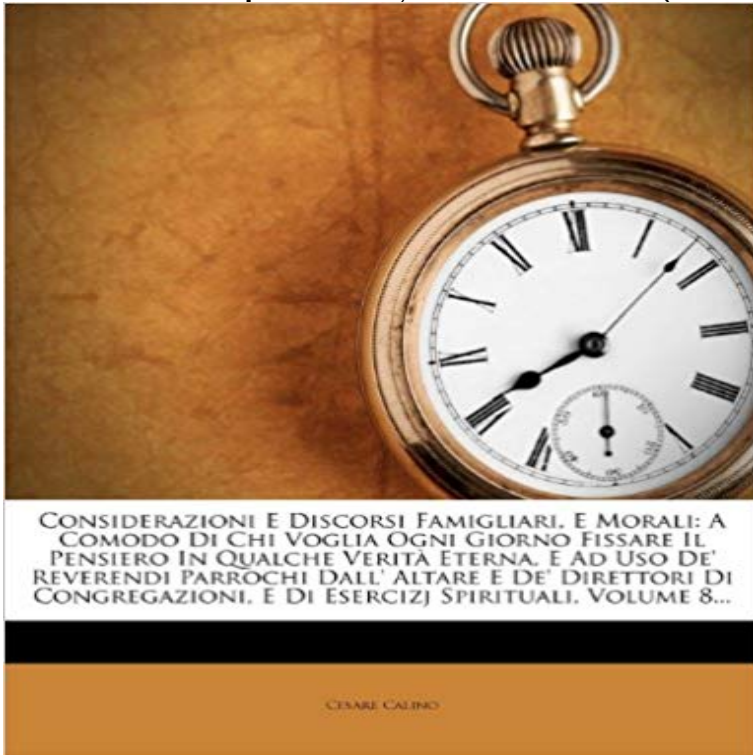 CONSIDERAZIONI E DISCORSI FAMIGLIARI, E MORALI: A
COMODO DI CHI VOGLIA OGNI GIORNO FISSARE IL
PENSIERO IN QUALCHE VERITÀ ETERNA, E AD USO DE'
REVERENDI PARROCHI DALL' ALTARE E DE' DIRETTORI DI
CONGREGAZIONI, E DI ESERCIZJ SPIRITUALI, VOLUME 8...
CESARE CALINO